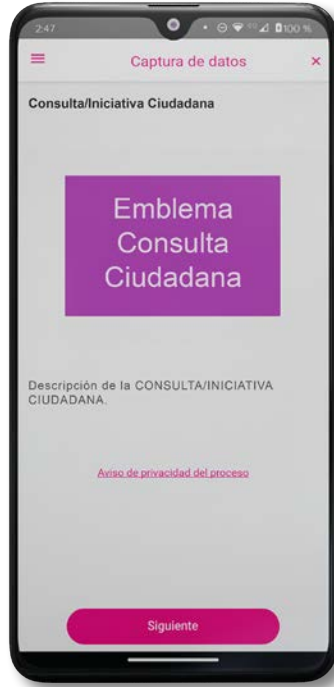 2:47
100 %
Captura de datos
Consulta/Iniciativa Ciudadana
Emblema
Consulta
Ciudadana
Descripción de la CONSULTA/INICIATIVA
CIUDADANA.
Aviso de privacidad del proceso
Siguiente